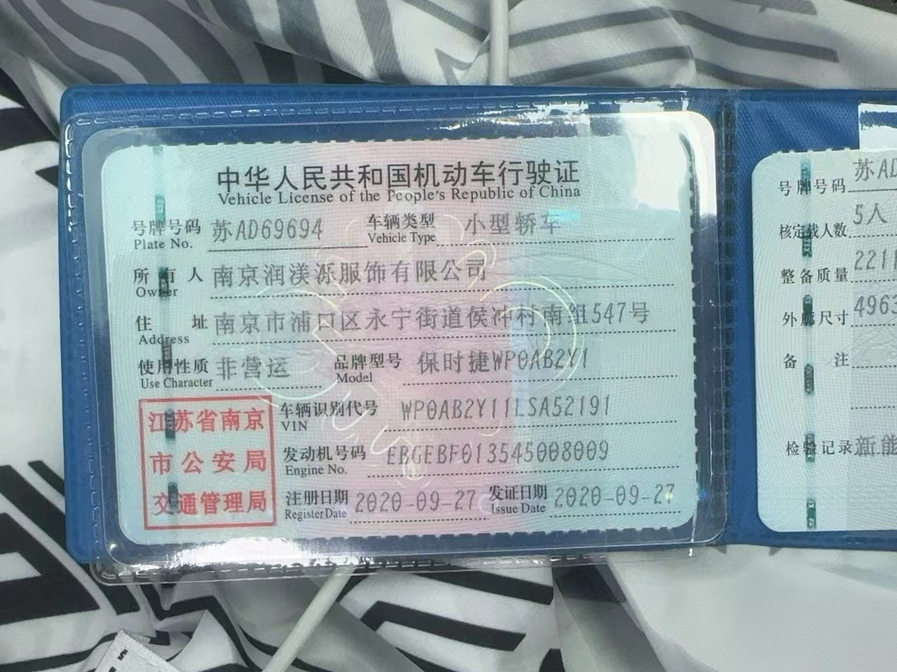 中华人民共和国机动车行驶证
Vehicle License of the People's Republic of China
号牌号码 苏AD69694 车辆类型 小型轿车
Plate No. Vehicle Type
所有人 南京润渼泺服饰有限公司
Owner
住址 南京市浦口区永宁街道侯冲村南组547号
Address
使用性质 非营运 品牌型号 保时捷WP0AB2Y1
Use Character Model
车辆识别代号 WP0AB2Y11LSA52191
VIN
发动机号码
Engine No.
注册日期 2020-09-27 发证日期 2020-09-27
Register Date Issue Date
江苏省南京
市公安局
交通管理局
号牌号码 苏AD
核定载人数 5人
整备质量 2211
外廓尺寸 4963
备注
检验记录 新能